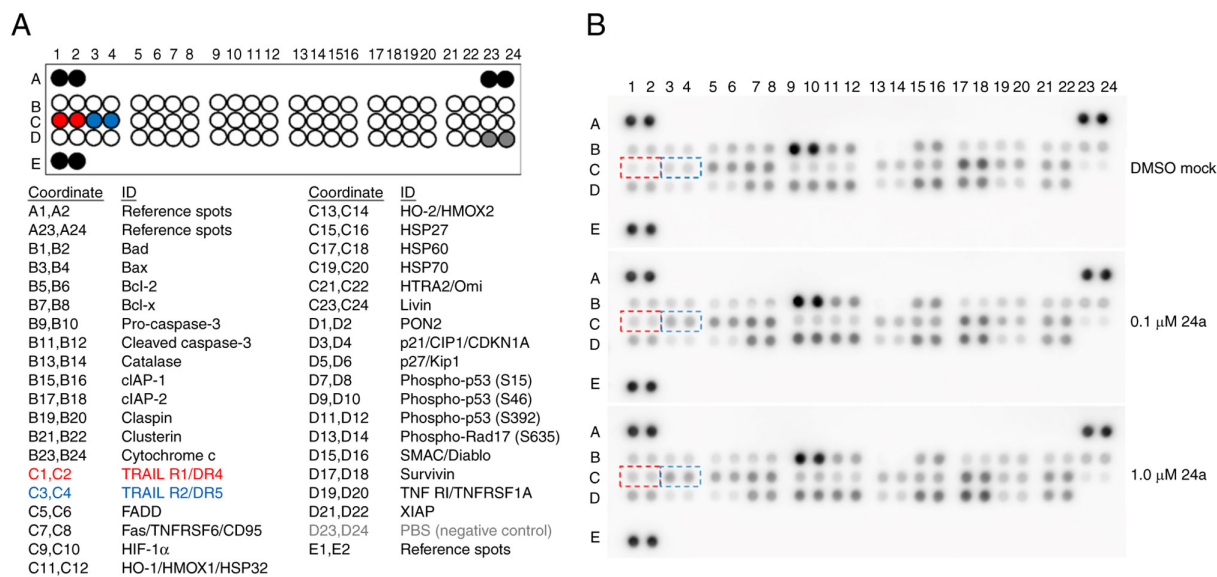 A
1 2 3 4 5 6 7 8 9 10 11 12 13 14 15 16 17 18 19 20 21 22 23 24
A
B
C
D
E
Coordinate ID Coordinate ID
A1,A2 Reference spots C13,C14 HO-2/HMOX2
A23,A24 Reference spots C15,C16 HSP27
B1,B2 Bad C17,C18 HSP60
B3,B4 Bax C19,C20 HSP70
B5,B6 Bcl-2 C21,C22 HTRA2/Omi
B7,B8 Bcl-x C23,C24 Livin
B9,B10 Pro-caspase-3 D1,D2 PON2
B11,B12 Cleaved caspase-3 D3,D4 p21/CIP1/CDKN1A
B13,B14 Catalase D5,D6 p27/Kip1
B15,B16 cIAP-1 D7,D8 Phospho-p53 (S15)
B17,B18 cIAP-2 D9,D10 Phospho-p53 (S46)
B19,B20 Claspin D11,D12 Phospho-p53 (S392)
B21,B22 Clusterin D13,D14 Phospho-Rad17 (S635)
B23,B24 Cytochrome c D15,D16 SMAC/Diablo
C1,C2 TRAIL R1/DR4 D17,D18 Survivin
C3,C4 TRAIL R2/DR5 D19,D20 TNF RI/TNFRSF1A
C5,C6 FADD D21,D22 XIAP
C7,C8 Fas/TNFRSF6/CD95 D23,D24 PBS (negative control)
C9,C10 HIF-1α E1,E2 Reference spots
C11,C12 HO-1/HMOX1/HSP32
B
1 2 3 4 5 6 7 8 9 10 11 12 13 14 15 16 17 18 19 20 21 22 23 24
A
B
C DMSO mock
D
E
A
B
C 0.1 μM 24a
D
E
A
B
C 1.0 μM 24a
D
E